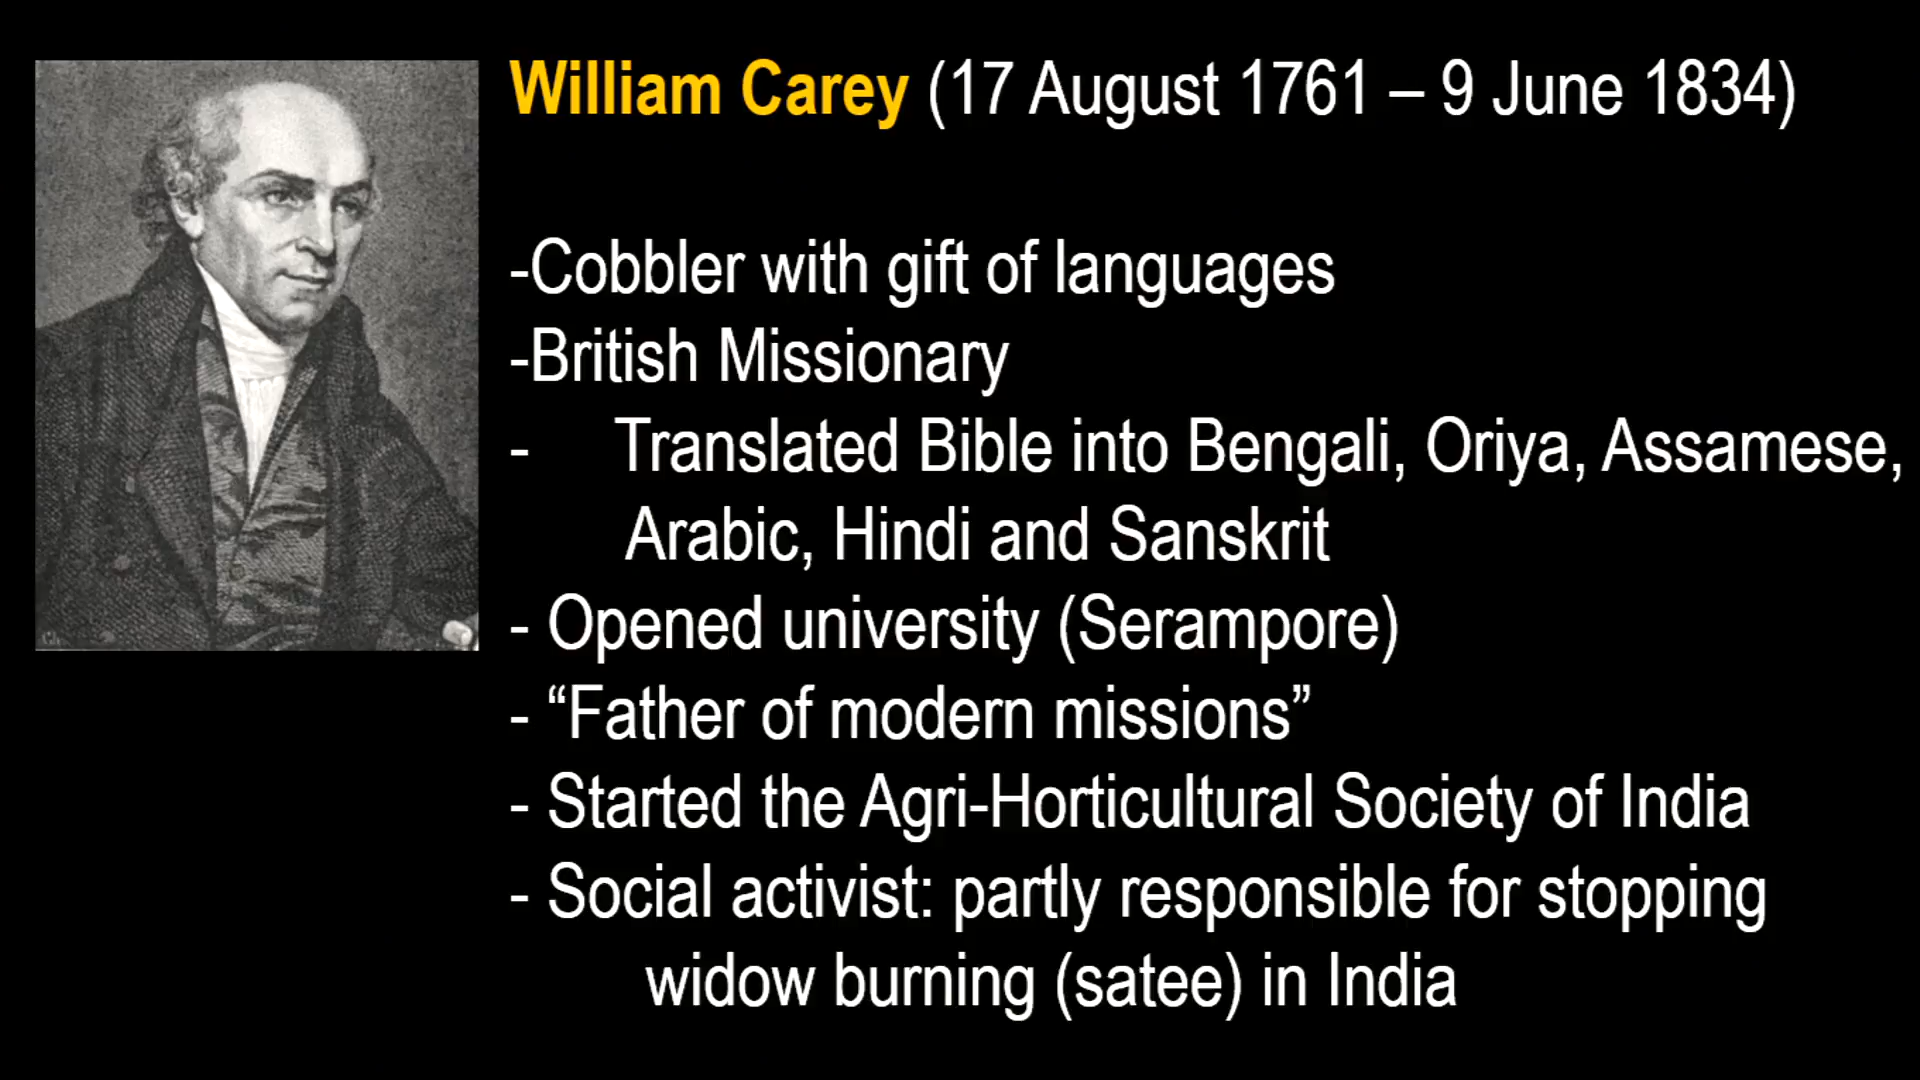 William Carey (17 August 1761 – 9 June 1834)
-Cobbler with gift of languages
-British Missionary
- Translated Bible into Bengali, Oriya, Assamese,
Arabic, Hindi and Sanskrit
- Opened university (Serampore)
- “Father of modern missions”
- Started the Agri-Horticultural Society of India
- Social activist: partly responsible for stopping
widow burning (satee) in India